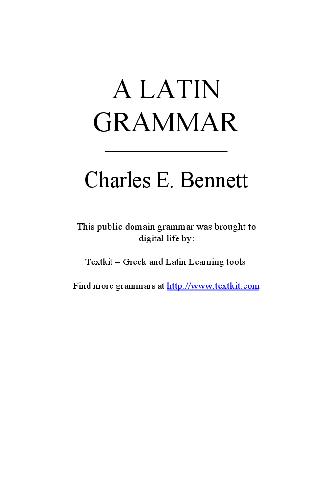 A LATIN
GRAMMAR
Charles E. Bennett
This public domain grammar was brought to
digital life by:
Textkit – Greek and Latin Learning tools
Find more grammars at http://www.textkit.com